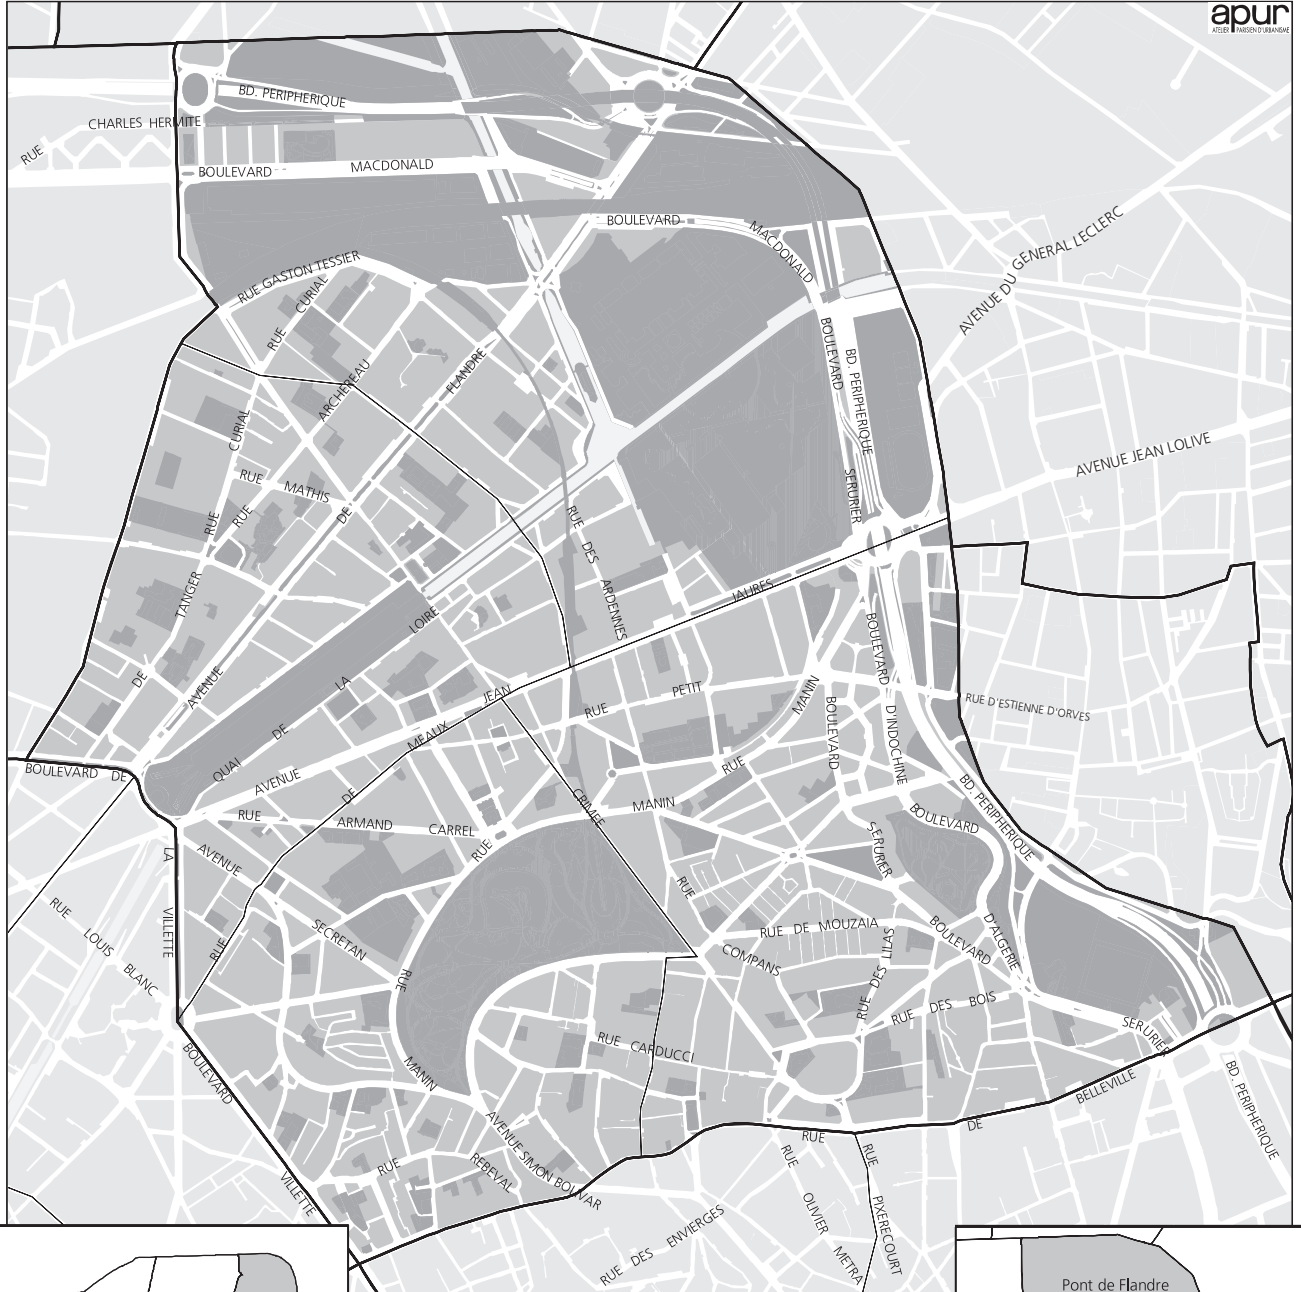 apur
ATELIER PARISIEN D'URBANISME
BD. PERIPHERIQUE
CHARLES HERMITE
RUE
BOULEVARD MACDONALD
BOULEVARD MACDONALD
AVENUE DU GENERAL LECLERC
RUE GASTON TESSIER
RUE CURIAL
ARCHEREAU
FLANDRE
BOULEVARD
BD. PERIPHERIQUE
SERURIER
AVENUE JEAN LOLIVE
CURIAL
RUE MATHIS
RUE
RUE
DE
RUE DES ARDENNES
TANGER
DE
AVENUE
JAURES
LOIRE
LA
DE
QUAI
JEAN
AVENUE
MEAUX
DE
RUE PETIT
MANIN
BOULEVARD
BOULEVARD D'INDOCHINE
RUE D'ESTIENNE D'ORVES
BOULEVARD DE
LA
VILLETTE
RUE ARMAND CARREL
RUE
CRIMEE
MANIN
RUE
BD. PERIPHERIQUE
BOULEVARD
SERURIER
AVENUE
SECRETAN
RUE
RUE LOUIS BLANC
RUE
RUE DE MOUZAIA
COMPANS
RUE DES LILAS
BOULEVARD
D'ALGERIE
RUE DES BOIS
SERURIER
RUE
MANIN
RUE CARDUCCI
BOULEVARD
VILLETTE
AVENUE SIMON BOLIVAR
RUE
REBEVAL
RUE
DE
BELLEVILLE
BD. PERIPHERIQUE
RUE OLIVIER METRA
RUE PIXERECOURT
RUE DES ENVIERGES
Pont de Flandre